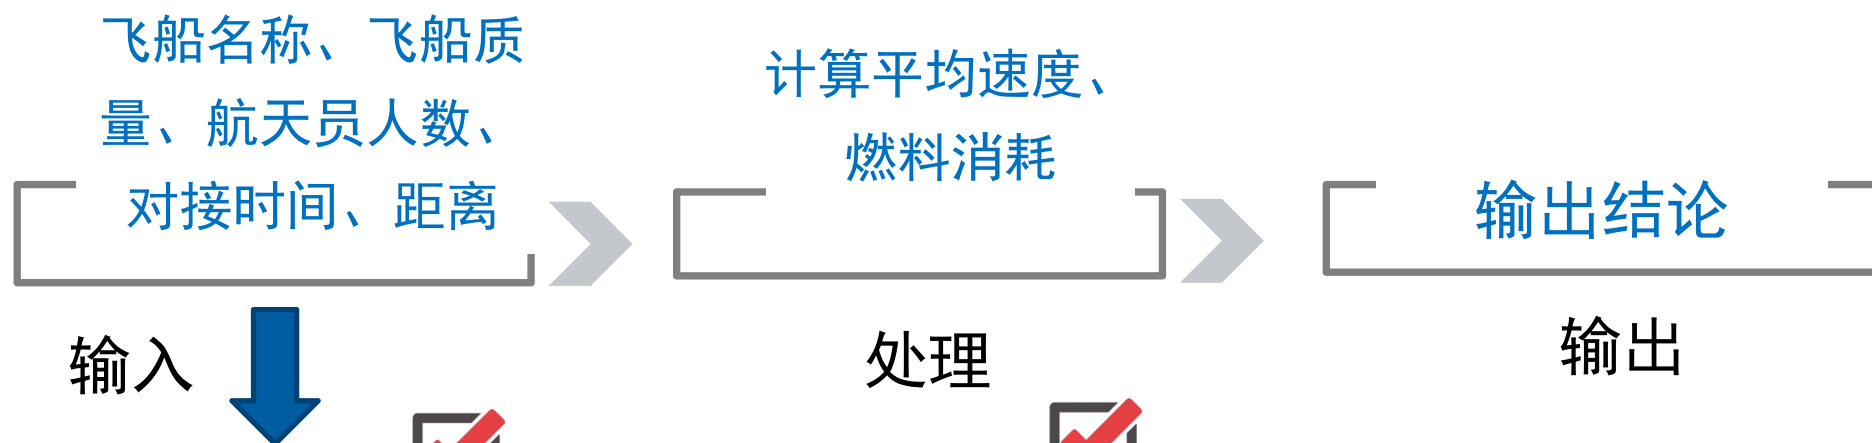 飞船名称、飞船质
量、航天员人数、
对接时间、距离
计算平均速度、
燃料消耗
输出结论
输入
处理
输出